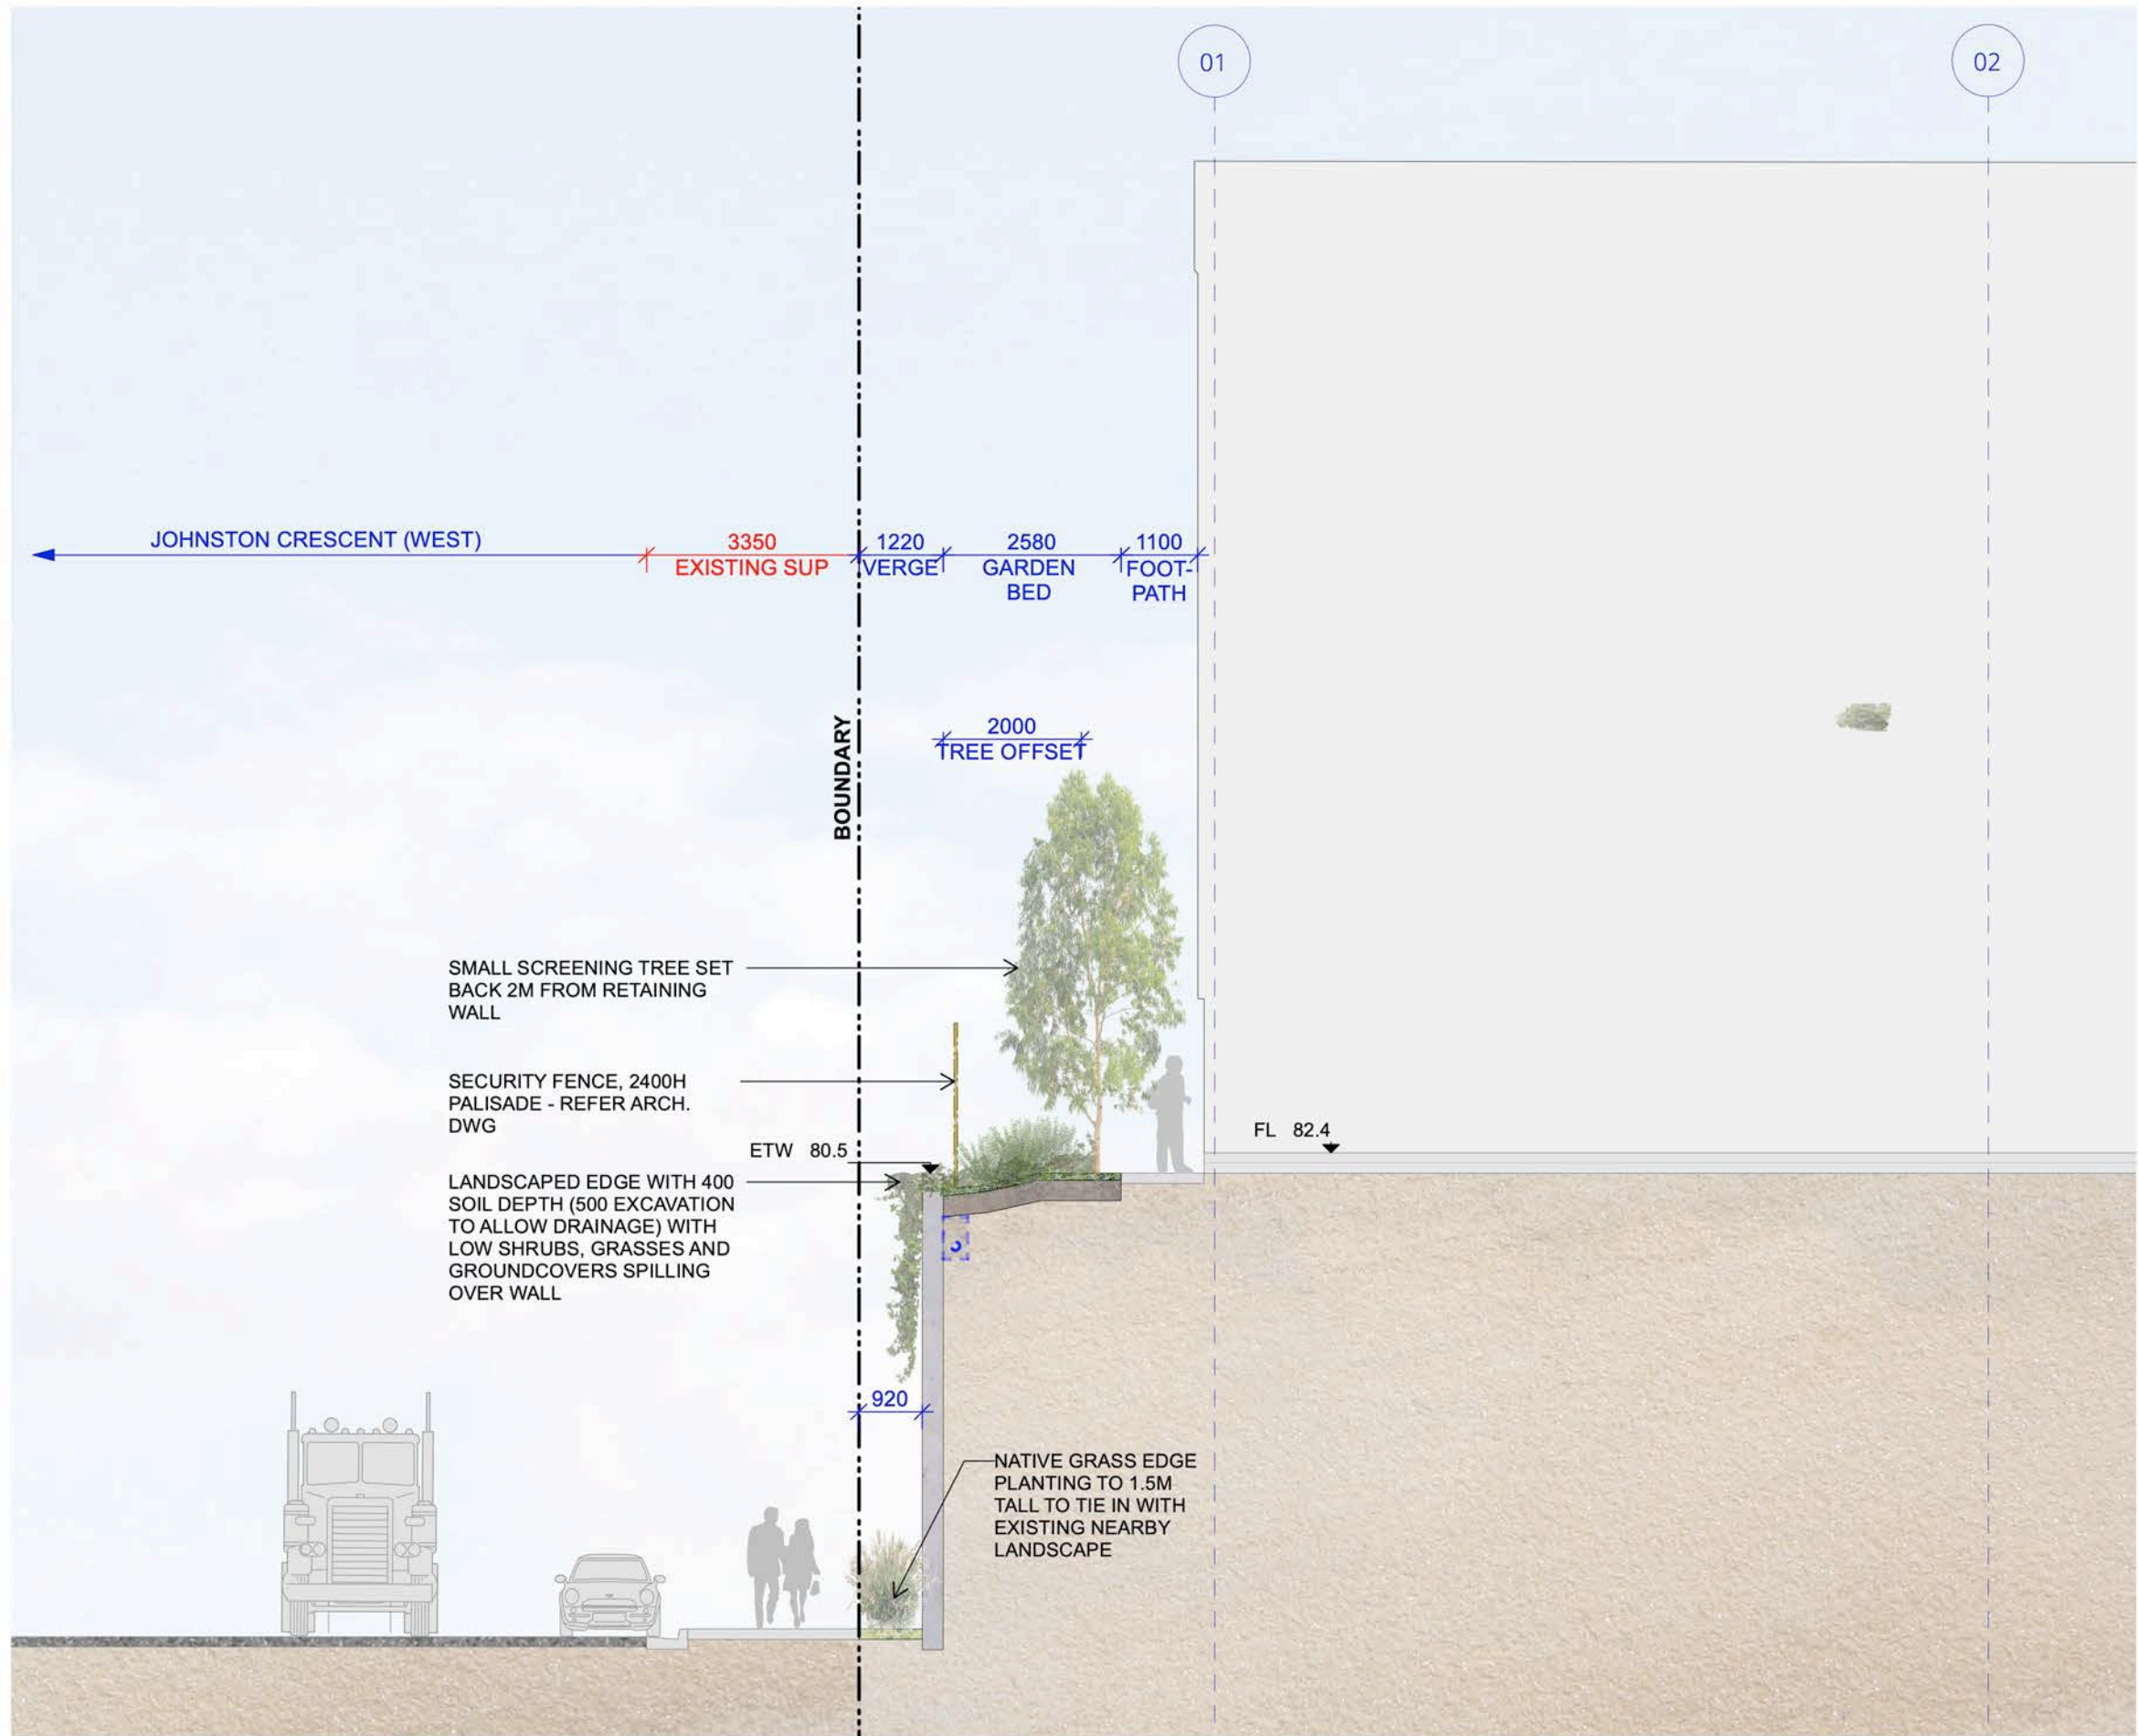 01
02
JOHNSTON CRESCENT (WEST)
3350
EXISTING SUP
1220
VERGE
2580
GARDEN
BED
1100
FOOT-
PATH
2000
TREE OFFSET
BOUNDARY
SMALL SCREENING TREE SET
BACK 2M FROM RETAINING
WALL
SECURITY FENCE, 2400H
PALISADE - REFER ARCH.
DWG
ETW 80.5
FL 82.4
LANDSCAPED EDGE WITH 400
SOIL DEPTH (500 EXCAVATION
TO ALLOW DRAINAGE) WITH
LOW SHRUBS, GRASSES AND
GROUNDCOVERS SPILLING
OVER WALL
920
NATIVE GRASS EDGE
PLANTING TO 1.5M
TALL TO TIE IN WITH
EXISTING NEARBY
LANDSCAPE